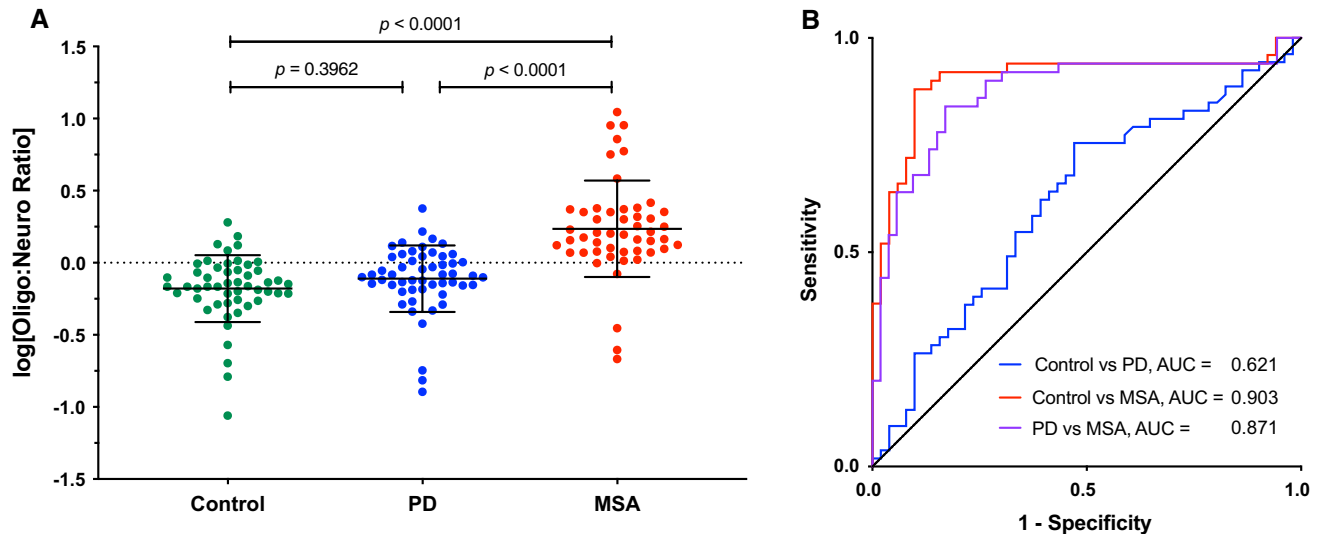 A
p < 0.0001
p = 0.3962
p < 0.0001
log[Oligo:Neuro Ratio]
1.5
1.0
0.5
0.0
-0.5
-1.0
-1.5
Control
PD
MSA
B
Sensitivity
1.0
0.5
0.0
Control vs PD, AUC = 0.621
Control vs MSA, AUC = 0.903
PD vs MSA, AUC = 0.871
0.0
0.5
1.0
1 - Specificity